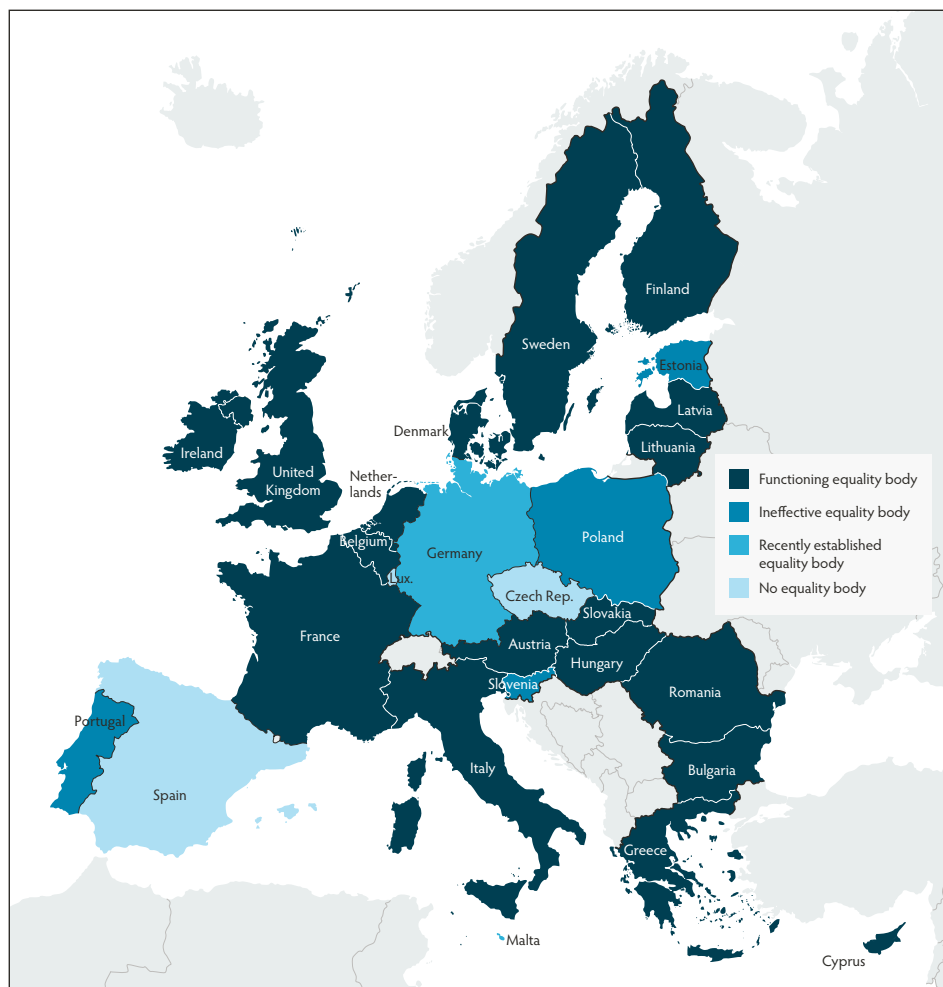 Finland
Sweden
Estonia
Latvia
Denmark
Lithuania
Ireland
United
Kingdom
Nether-
lands
Belgium
Germany
Poland
Lux.
Czech Rep.
Slovakia
France
Austria
Hungary
Slovenia
Romania
Portugal
Italy
Bulgaria
Spain
Greece
Malta
Cyprus
Functioning equality body
Ineffective equality body
Recently established
equality body
No equality body